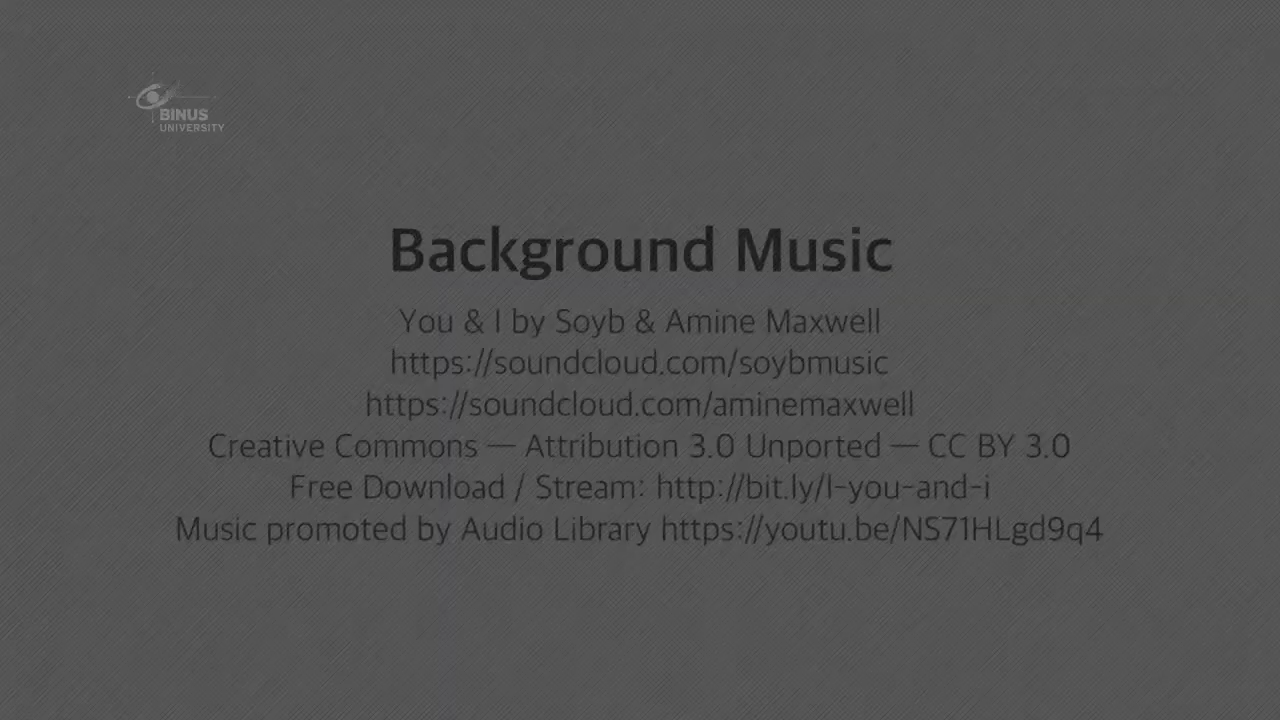 BINUS
UNIVERSITY
Background Music
You & I by Soyb & Amine Maxwell
https://soundcloud.com/soybmusic
https://soundcloud.com/aminemaxwell
Creative Commons — Attribution 3.0 Unported — CC BY 3.0
Free Download / Stream: http://bit.ly/l-you-and-i
Music promoted by Audio Library https://youtu.be/NS71HLgd9q4